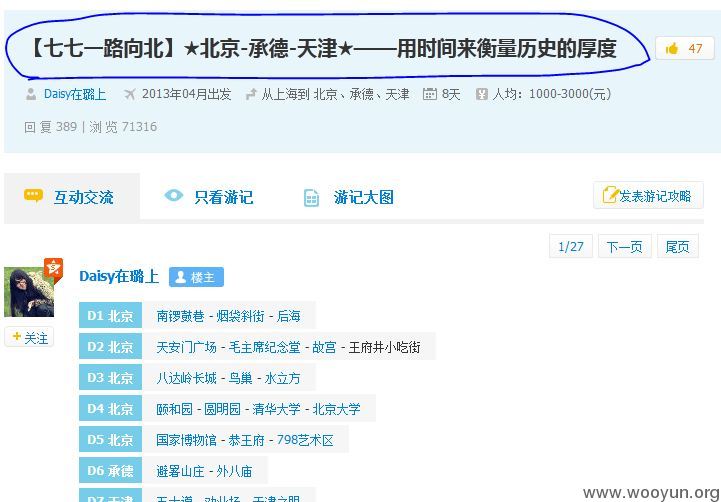 【七七一路向北】★北京-承德-天津★——用时间来衡量历史的厚度
47
Daisy在璐上 2013年04月出发 从上海到 北京、承德、天津 8天 人均：1000-3000(元)
回复 389 | 浏览 71316
互动交流 只看游记 游记大图 发表游记攻略
1/27 下一页 尾页
Daisy在璐上 楼主
+ 关注
D1 北京 南锣鼓巷 - 烟袋斜街 - 后海
D2 北京 天安门广场 - 毛主席纪念堂 - 故宫 - 王府井小吃街
D3 北京 八达岭长城 - 鸟巢 - 水立方
D4 北京 颐和园 - 圆明园 - 清华大学 - 北京大学
D5 北京 国家博物馆 - 恭王府 - 798艺术区
D6 承德 避暑山庄 - 外八庙
D7 天津 五大道 - 劝业场 - 天津之眼
www.wooyun.org